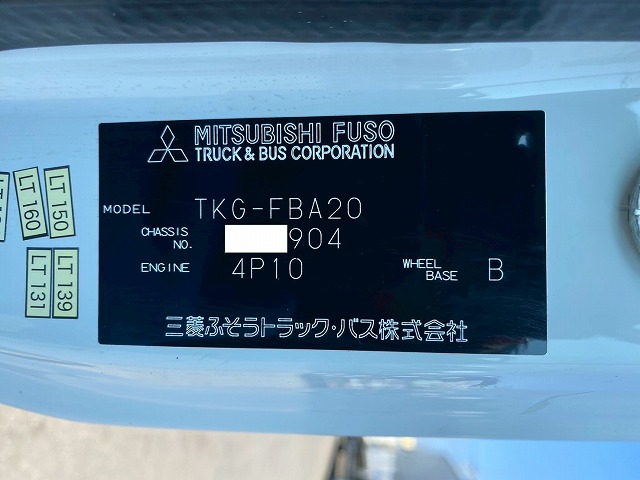 MITSUBISHI FUSO
TRUCK & BUS CORPORATION
MODEL TKG-FBA20
CHASSIS NO. 904
ENGINE 4P10 WHEEL BASE B
三菱ふそうトラック・バス株式会社
LT 160
LT 150
LT 131
LT 139